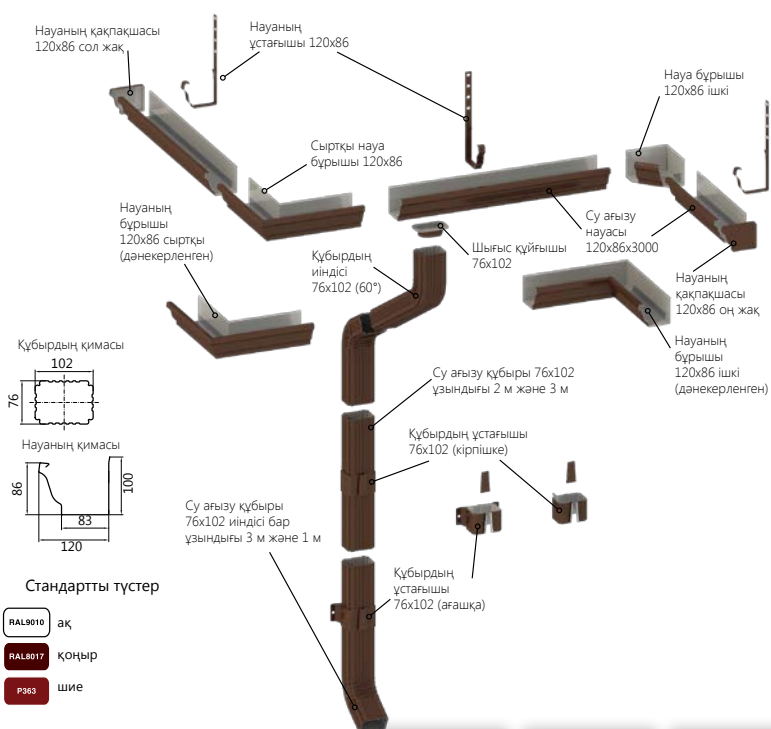 Науаның қақпақшасы
120x86 сол жақ
Науаның
ұстағышы 120x86
Науа бұрышы
120x86 ішкі
Сыртқы науа
бұрышы 120x86
Науаның
бұрышы
120x86 сыртқы
(дәнекерленген)
Құбырдың
иіндісі
76x102 (60°)
Шығыс құйғышы
76x102
Су ағызу
науасы
120x86x3000
Науаның
қақпақшасы
120x86 оң жақ
Науаның
бұрышы
120x86 ішкі
(дәнекерленген)
Құбырдың қимасы
102
76
Науаның қимасы
86
100
83
120
Су ағызу құбыры 76x102
ұзындығы 2 м және 3 м
Құбырдың ұстағышы
76x102 (кірпішке)
Су ағызу құбыры
76x102 иіндісі бар
ұзындығы 3 м және 1 м
Құбырдың
ұстағышы
76x102 (ағашқа)
Стандартты түстер
RAL9010 ақ
RAL8017 қоңыр
P363 шие